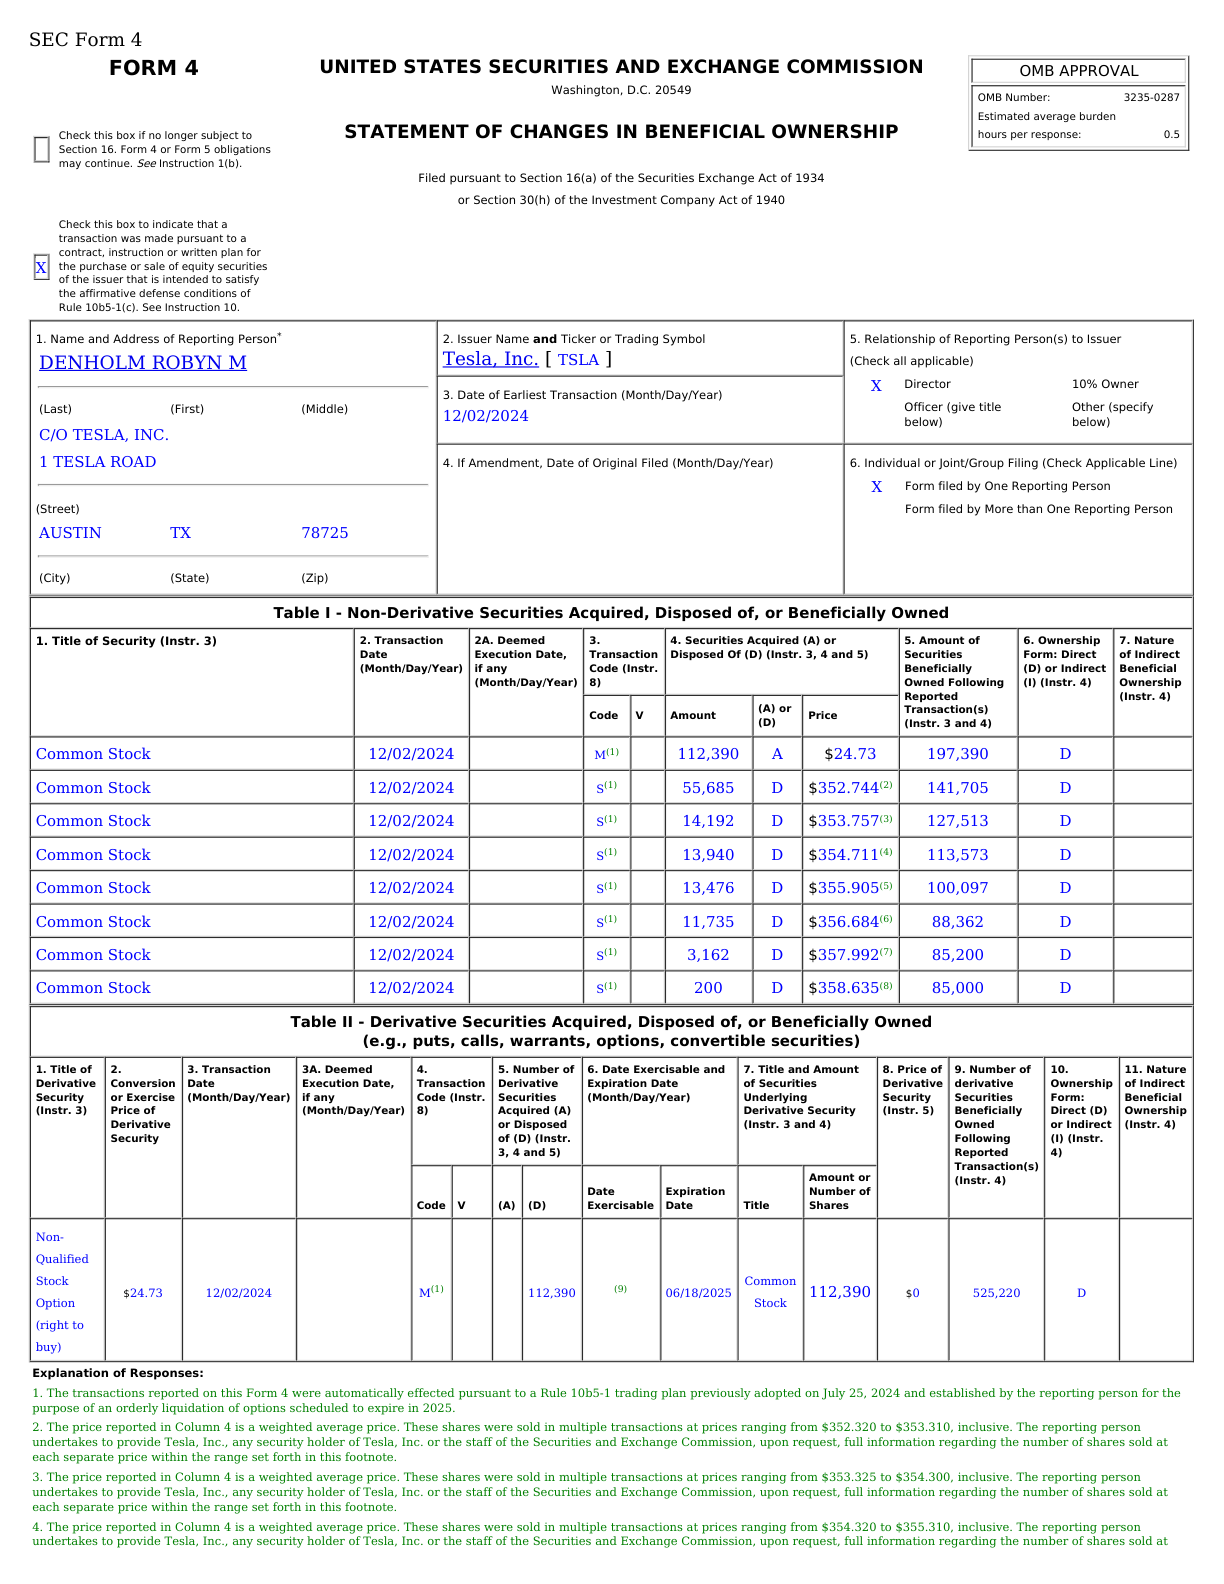 SEC Form 4
FORM 4
UNITED STATES SECURITIES AND EXCHANGE COMMISSION
Washington, D.C. 20549
STATEMENT OF CHANGES IN BENEFICIAL OWNERSHIP
Filed pursuant to Section 16(a) of the Securities Exchange Act of 1934
or Section 30(h) of the Investment Company Act of 1940
OMB APPROVAL
OMB Number: 3235-0287
Estimated average burden
hours per response: 0.5
Check this box if no longer subject to
Section 16. Form 4 or Form 5 obligations
may continue. See Instruction 1(b).
X
Check this box to indicate that a
transaction was made pursuant to a
contract, instruction or written plan for
the purchase or sale of equity securities
of the issuer that is intended to satisfy
the affirmative defense conditions of
Rule 10b5-1(c). See Instruction 10.
1. Name and Address of Reporting Person*
DENHOLM ROBYN M
(Last) (First) (Middle)
C/O TESLA, INC.
1 TESLA ROAD
(Street)
AUSTIN TX 78725
(City) (State) (Zip)
2. Issuer Name and Ticker or Trading Symbol
Tesla, Inc. [ TSLA ]
3. Date of Earliest Transaction (Month/Day/Year)
12/02/2024
4. If Amendment, Date of Original Filed (Month/Day/Year)
5. Relationship of Reporting Person(s) to Issuer
(Check all applicable)
X Director 10% Owner
Officer (give title below) Other (specify below)
6. Individual or Joint/Group Filing (Check Applicable Line)
X Form filed by One Reporting Person
Form filed by More than One Reporting Person
Table I - Non-Derivative Securities Acquired, Disposed of, or Beneficially Owned
1. Title of Security (Instr. 3)
2. Transaction Date (Month/Day/Year)
2A. Deemed Execution Date, if any (Month/Day/Year)
3. Transaction Code (Instr. 8)
4. Securities Acquired (A) or Disposed Of (D) (Instr. 3, 4 and 5)
5. Amount of Securities Beneficially Owned Following Reported Transaction(s) (Instr. 3 and 4)
6. Ownership Form: Direct (D) or Indirect (I) (Instr. 4)
7. Nature of Indirect Beneficial Ownership (Instr. 4)
Code V Amount (A) or (D) Price
Common Stock 12/02/2024 M(1) 112,390 A $24.73 197,390 D
Common Stock 12/02/2024 S(1) 55,685 D $352.744(2) 141,705 D
Common Stock 12/02/2024 S(1) 14,192 D $353.757(3) 127,513 D
Common Stock 12/02/2024 S(1) 13,940 D $354.711(4) 113,573 D
Common Stock 12/02/2024 S(1) 13,476 D $355.905(5) 100,097 D
Common Stock 12/02/2024 S(1) 11,735 D $356.684(6) 88,362 D
Common Stock 12/02/2024 S(1) 3,162 D $357.992(7) 85,200 D
Common Stock 12/02/2024 S(1) 200 D $358.635(8) 85,000 D
Table II - Derivative Securities Acquired, Disposed of, or Beneficially Owned
(e.g., puts, calls, warrants, options, convertible securities)
1. Title of Derivative Security (Instr. 3)
2. Conversion or Exercise Price of Derivative Security
3. Transaction Date (Month/Day/Year)
3A. Deemed Execution Date, if any (Month/Day/Year)
4. Transaction Code (Instr. 8)
5. Number of Derivative Securities Acquired (A) or Disposed of (D) (Instr. 3, 4 and 5)
6. Date Exercisable and Expiration Date (Month/Day/Year)
7. Title and Amount of Securities Underlying Derivative Security (Instr. 3 and 4)
8. Price of Derivative Security (Instr. 5)
9. Number of derivative Securities Beneficially Owned Following Reported Transaction(s) (Instr. 4)
10. Ownership Form: Direct (D) or Indirect (I) (Instr. 4)
11. Nature of Indirect Beneficial Ownership (Instr. 4)
Code V (A) (D) Date Exercisable Expiration Date Title Amount or Number of Shares
Non-Qualified Stock Option (right to buy) $24.73 12/02/2024 M(1) 112,390 (9) 06/18/2025 Common Stock 112,390 $0 525,220 D
Explanation of Responses:
1. The transactions reported on this Form 4 were automatically effected pursuant to a Rule 10b5-1 trading plan previously adopted on July 25, 2024 and established by the reporting person for the
purpose of an orderly liquidation of options scheduled to expire in 2025.
2. The price reported in Column 4 is a weighted average price. These shares were sold in multiple transactions at prices ranging from $352.320 to $353.310, inclusive. The reporting person
undertakes to provide Tesla, Inc., any security holder of Tesla, Inc. or the staff of the Securities and Exchange Commission, upon request, full information regarding the number of shares sold at
each separate price within the range set forth in this footnote.
3. The price reported in Column 4 is a weighted average price. These shares were sold in multiple transactions at prices ranging from $353.325 to $354.300, inclusive. The reporting person
undertakes to provide Tesla, Inc., any security holder of Tesla, Inc. or the staff of the Securities and Exchange Commission, upon request, full information regarding the number of shares sold at
each separate price within the range set forth in this footnote.
4. The price reported in Column 4 is a weighted average price. These shares were sold in multiple transactions at prices ranging from $354.320 to $355.310, inclusive. The reporting person
undertakes to provide Tesla, Inc., any security holder of Tesla, Inc. or the staff of the Securities and Exchange Commission, upon request, full information regarding the number of shares sold at